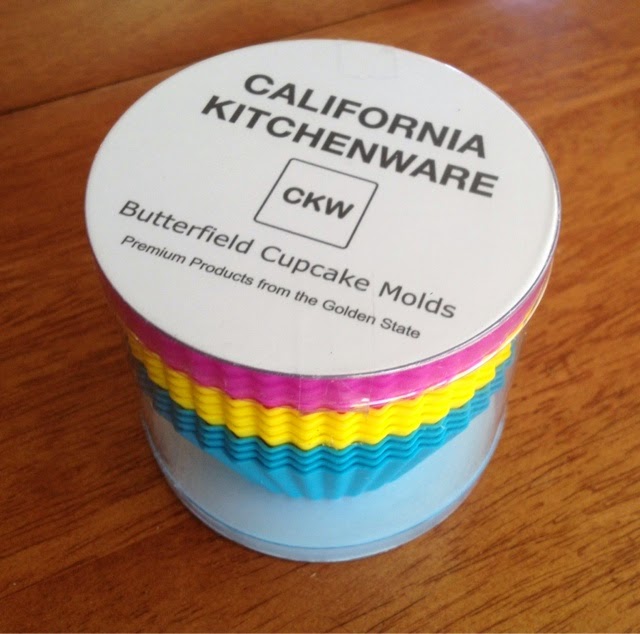 CALIFORNIA
KITCHENWARE
CKW
Butterfield Cupcake Molds
Premium Products from the Golden State